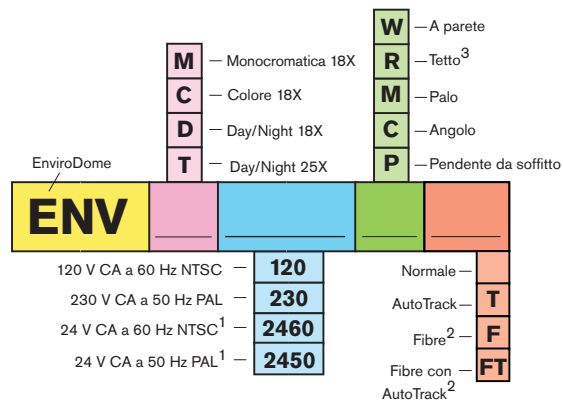 W – A parete
R – Tetto3
M – Palo
C – Angolo
P – Pendente da soffitto
M – Monocromatica 18X
C – Colore 18X
D – Day/Night 18X
T – Day/Night 25X
EnviroDome
ENV
120 V CA a 60 Hz NTSC – 120
230 V CA a 50 Hz PAL – 230
24 V CA a 60 Hz NTSC1 – 2460
24 V CA a 50 Hz PAL1 – 2450
Normale –
AutoTrack – T
Fibre2 – F
Fibre con – FT
AutoTrack2